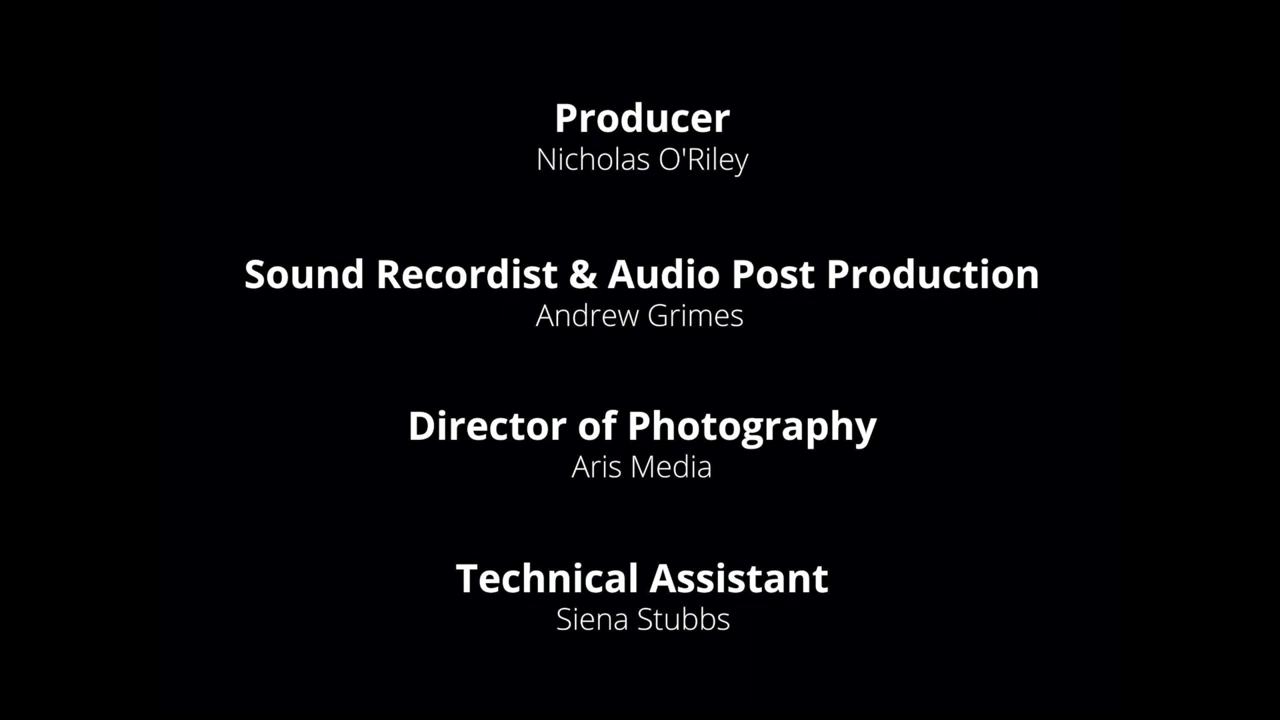 Producer
Nicholas O'Riley
Sound Recordist & Audio Post Production
Andrew Grimes
Director of Photography
Aris Media
Technical Assistant
Siena Stubbs